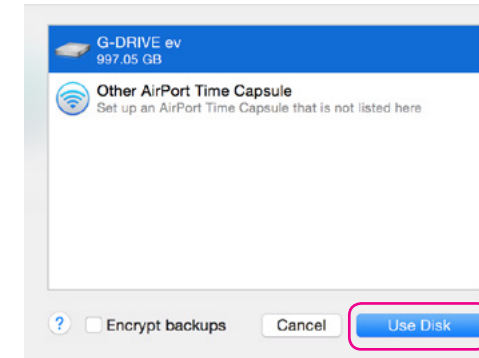 G-DRIVE ev
997.05 GB
Other AirPort Time Capsule
Set up an AirPort Time Capsule that is not listed here
?
Encrypt backups
Cancel
Use Disk